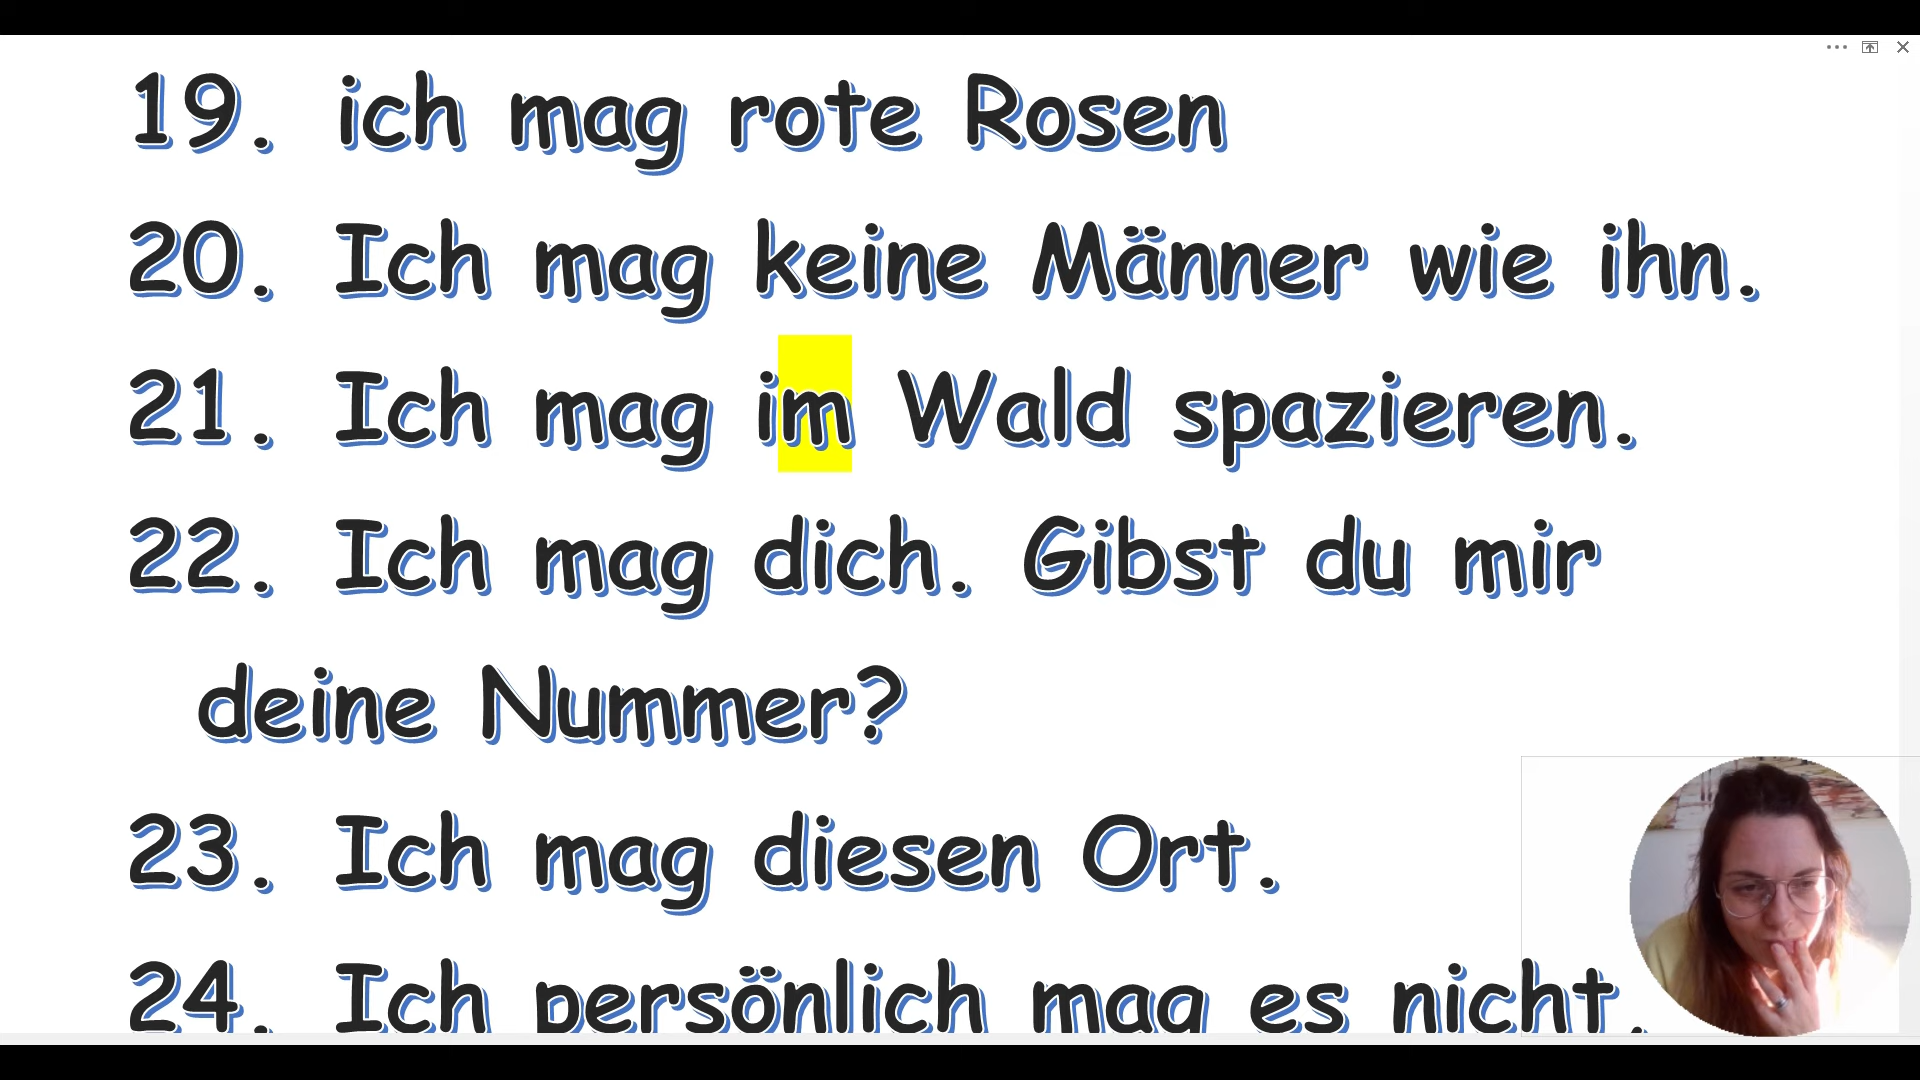 19. ich mag rote Rosen
20. Ich mag keine Männer wie ihn.
21. Ich mag im Wald spazieren.
22. Ich mag dich. Gibst du mir
deine Nummer?
23. Ich mag diesen Ort.
24. Ich persönlich mag es nicht.